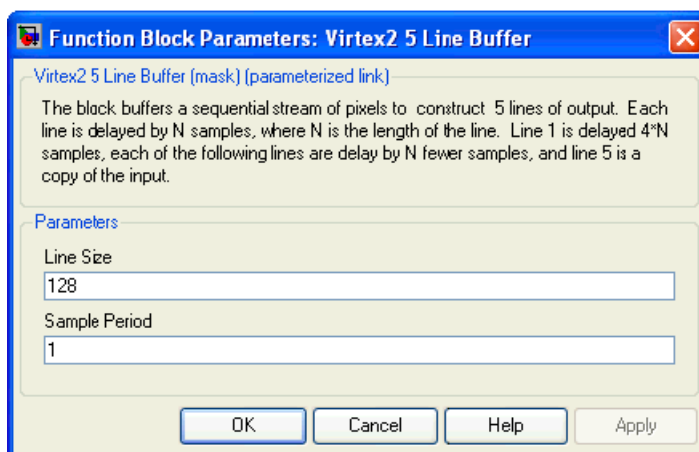 Function Block Parameters: Virtex2 5 Line Buffer
Virtex2 5 Line Buffer (mask) (parameterized link)
The block buffers a sequential stream of pixels to construct 5 lines of output. Each
line is delayed by N samples, where N is the length of the line. Line 1 is delayed 4*N
samples, each of the following lines are delay by N fewer samples, and line 5 is a
copy of the input.
Parameters
Line Size
128
Sample Period
1
OK Cancel Help Apply